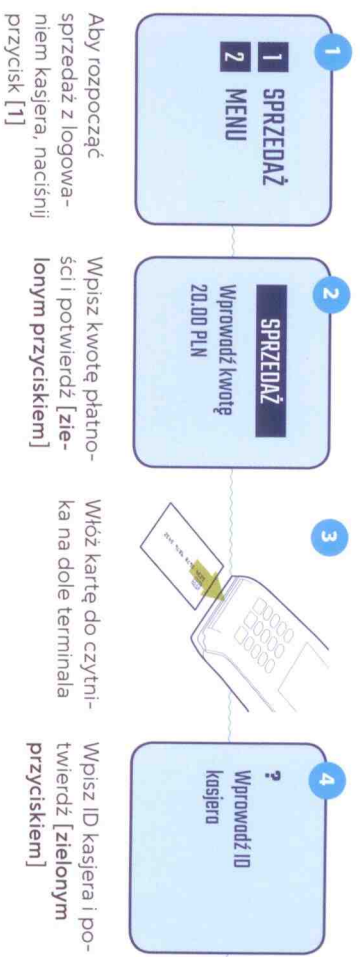 1
1 SPRZEDAŻ
2 MENU
Aby rozpocząć
sprzedaż z logowa-
niem kasjera, naciśnij
przycisk [1]
2
SPRZEDAŻ
Wprowadź kwotę
20.00 PLN
Wpisz kwotę płatno-
ści i potwierdź [zie-
lonym przyciskiem]
3
Włóż kartę do czytni-
ka na dole terminala
4
?
Wprowadź ID
kasjera
Wpisz ID kasjera i po-
twierdź [zielonym
przyciskiem]